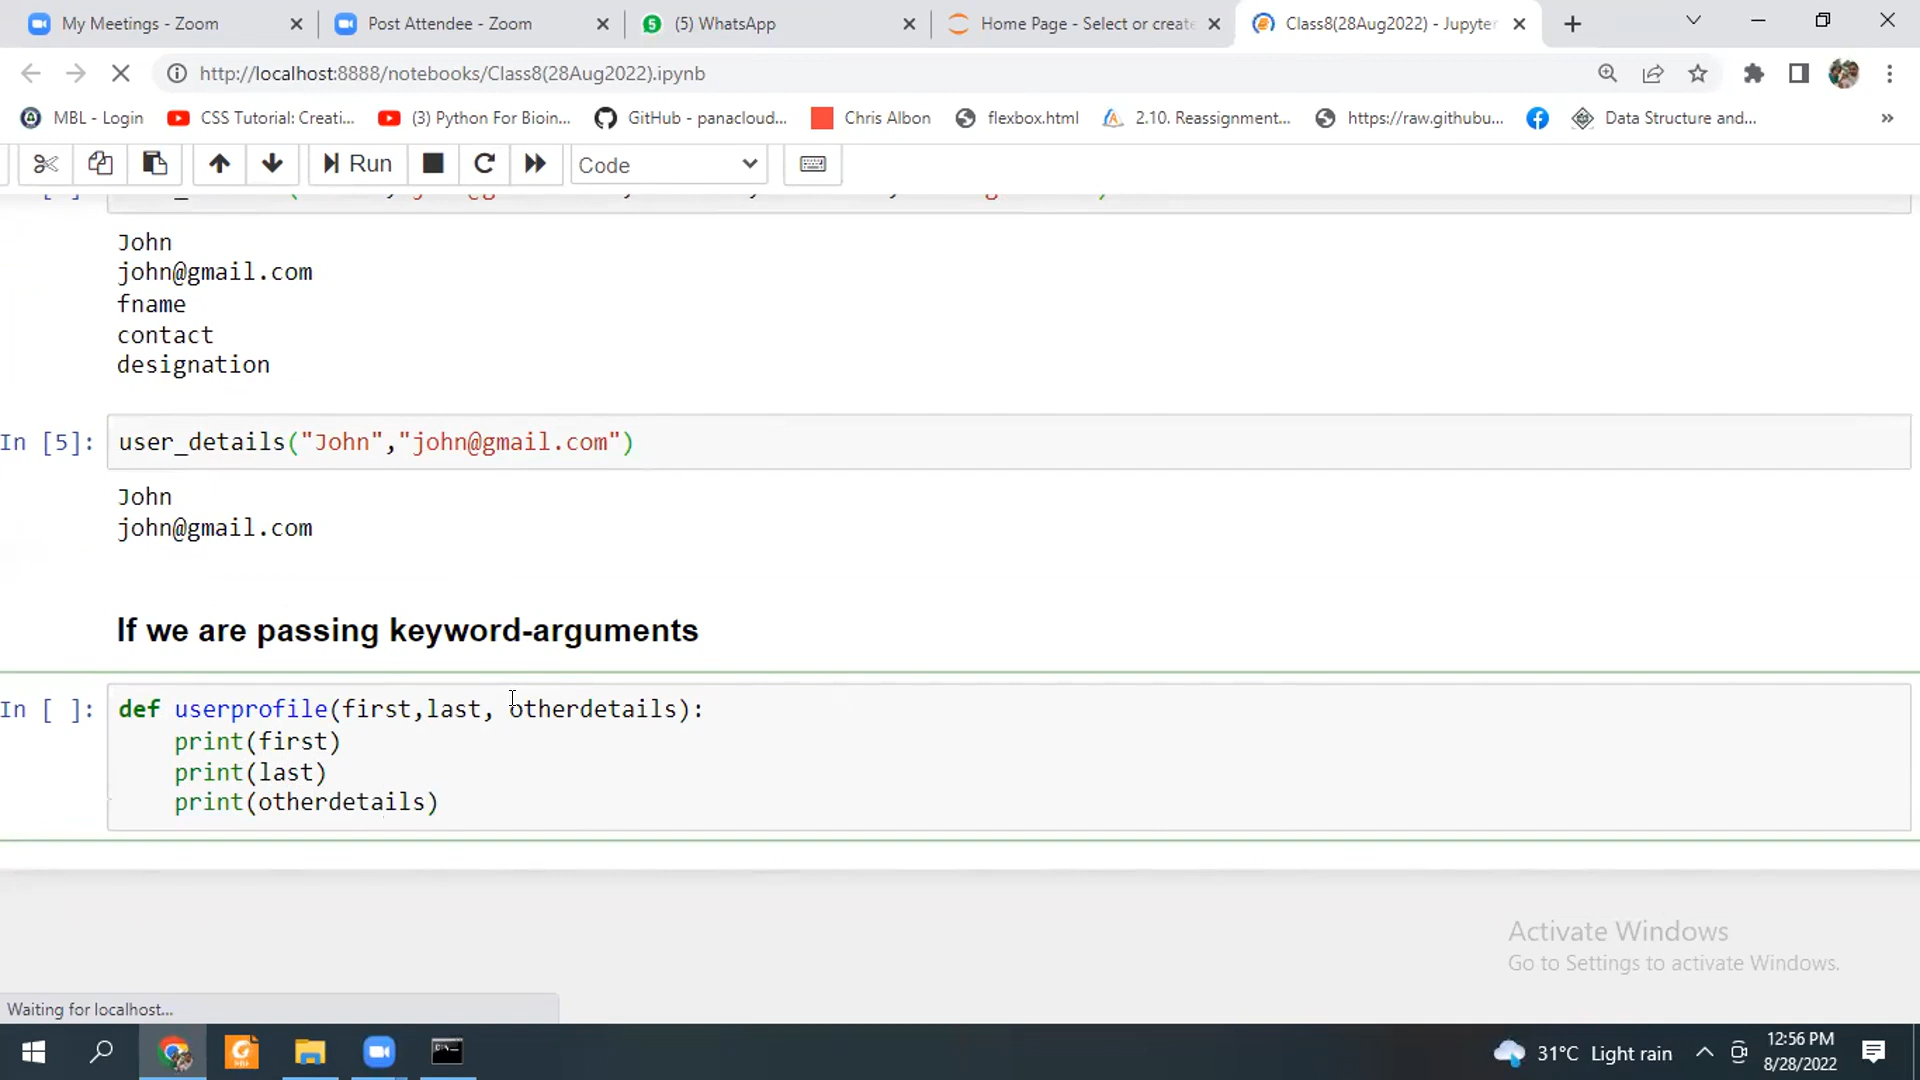 My Meetings - Zoom
Post Attendee - Zoom
(5) WhatsApp
Home Page - Select or create
Class8(28Aug2022) - Jupyter
http://localhost:8888/notebooks/Class8(28Aug2022).ipynb
MBL - Login
CSS Tutorial: Creati...
(3) Python For Bioin...
GitHub - panacloud...
Chris Albon
flexbox.html
2.10. Reassignment...
https://raw.githubu...
Data Structure and...
Run
Code
John
john@gmail.com
fname
contact
designation
In [5]: user_details("John","john@gmail.com")
John
john@gmail.com
If we are passing keyword-arguments
In [ ]: def userprofile(first,last, otherdetails):
print(first)
print(last)
print(otherdetails)
Activate Windows
Go to Settings to activate Windows.
Waiting for localhost...
31°C Light rain
12:56 PM
8/28/2022